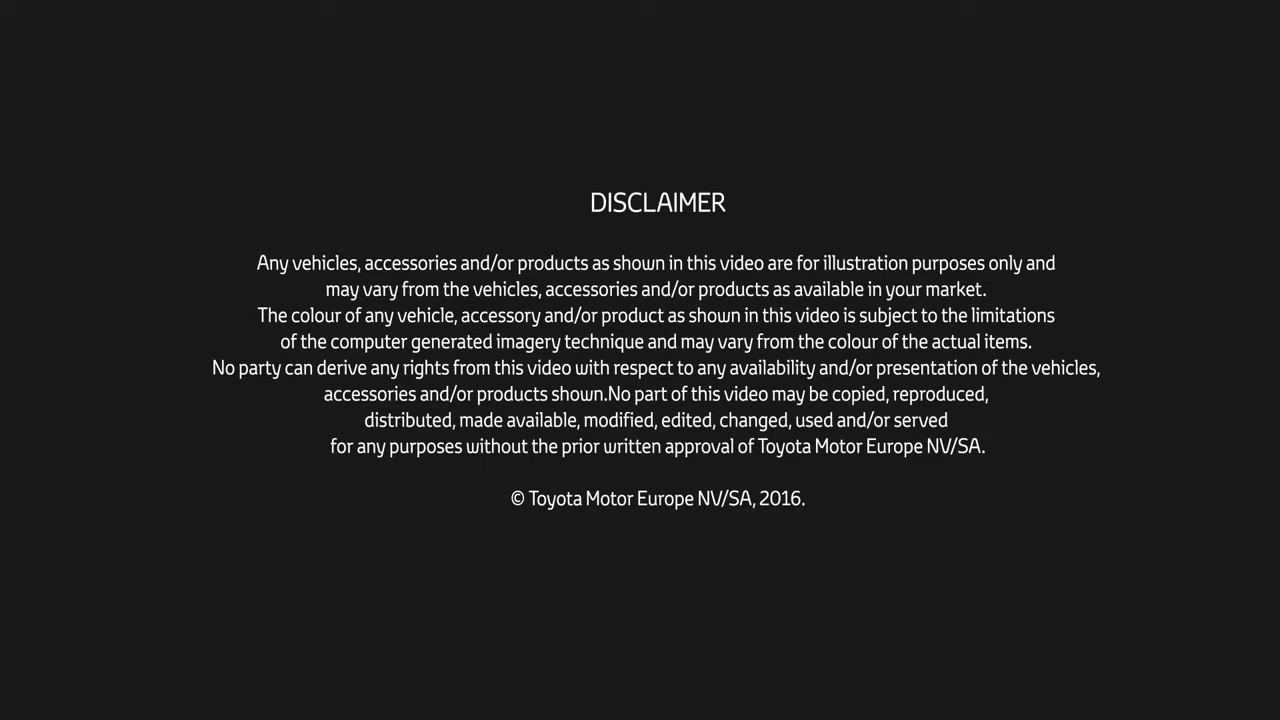 DISCLAIMER
Any vehicles, accessories and/or products as shown in this video are for illustration purposes only and
may vary from the vehicles, accessories and/or products as available in your market.
The colour of any vehicle, accessory and/or product as shown in this video is subject to the limitations
of the computer generated imagery technique and may vary from the colour of the actual items.
No party can derive any rights from this video with respect to any availability and/or presentation of the vehicles,
accessories and/or products shown.No part of this video may be copied, reproduced,
distributed, made available, modified, edited, changed, used and/or served
for any purposes without the prior written approval of Toyota Motor Europe NV/SA.
© Toyota Motor Europe NV/SA, 2016.